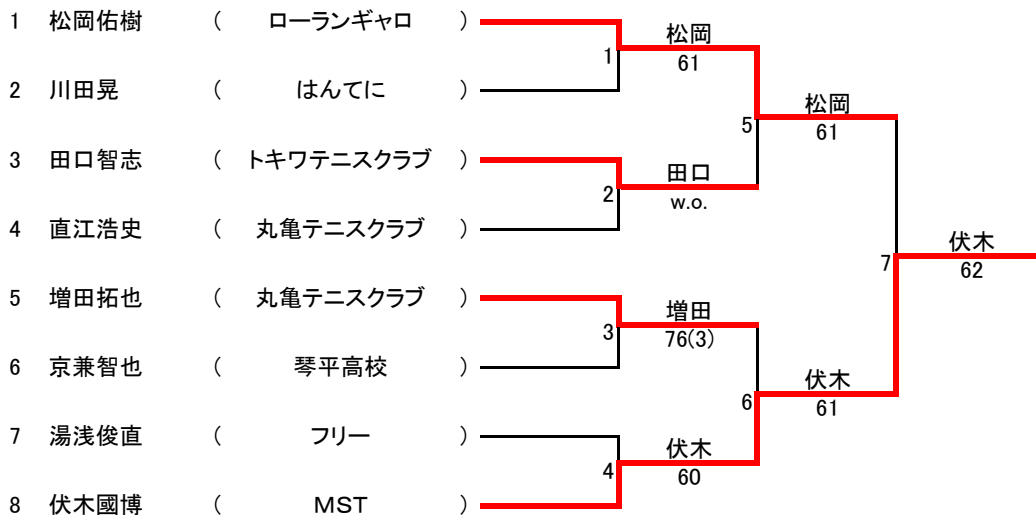 1 松岡佑樹 ( ローランギャロ )
松岡
1
61
2 川田晃 ( はんてに )
松岡
5
61
3 田口智志 ( トキワテニスクラブ )
田口
2
w.o.
4 直江浩史 ( 丸亀テニスクラブ )
伏木
7
62
5 増田拓也 ( 丸亀テニスクラブ )
増田
3
76(3)
6 京兼智也 ( 琴平高校 )
伏木
6
61
7 湯浅俊直 ( フリー )
伏木
4
60
8 伏木國博 ( MST )